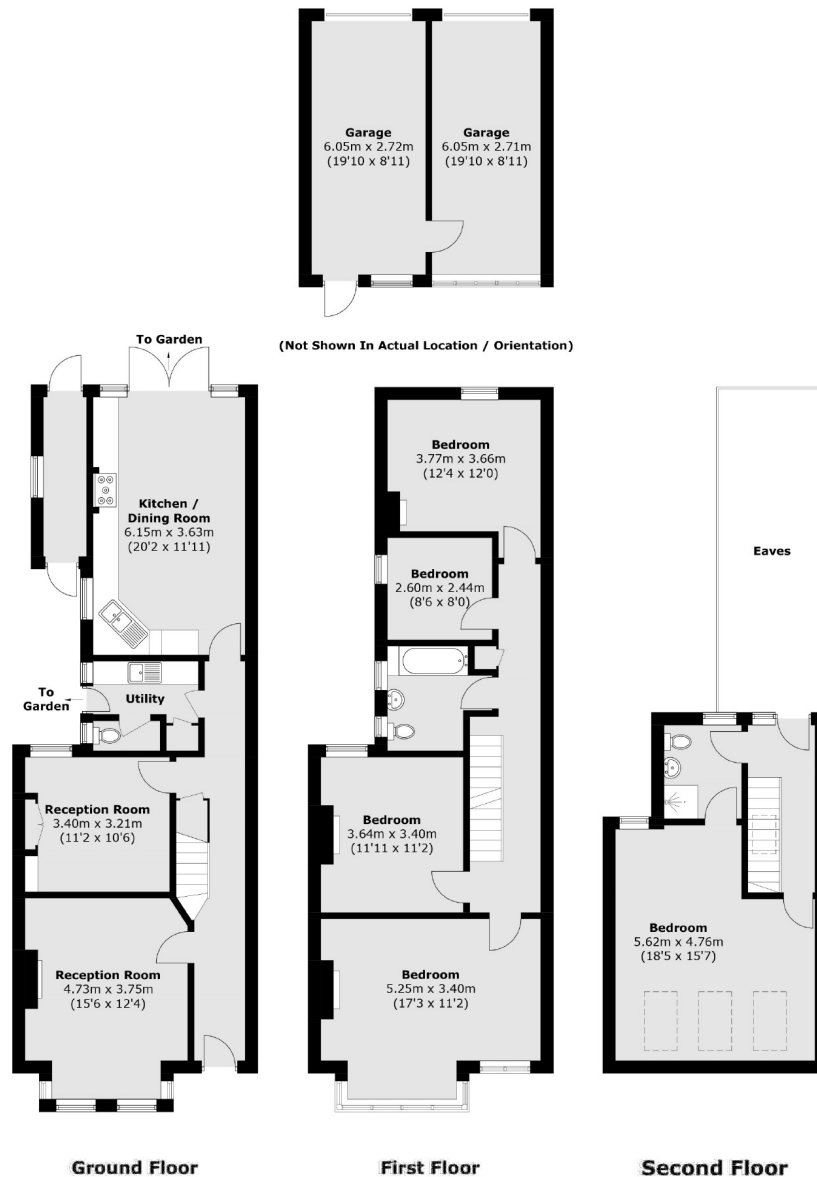 Garage
6.05m x 2.72m
(19'10 x 8'11)
Garage
6.05m x 2.71m
(19'10 x 8'11)
(Not Shown In Actual Location / Orientation)
To Garden
Kitchen /
Dining Room
6.15m x 3.63m
(20'2 x 11'11)
To
Garden
Utility
Reception Room
3.40m x 3.21m
(11'2 x 10'6)
Reception Room
4.73m x 3.75m
(15'6 x 12'4)
Ground Floor
Bedroom
3.77m x 3.66m
(12'4 x 12'0)
Bedroom
2.60m x 2.44m
(8'6 x 8'0)
Bedroom
3.64m x 3.40m
(11'11 x 11'2)
Bedroom
5.25m x 3.40m
(17'3 x 11'2)
First Floor
Eaves
Bedroom
5.62m x 4.76m
(18'5 x 15'7)
Second Floor